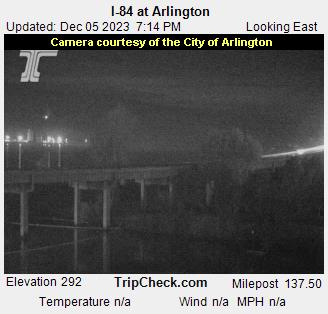 I-84 at Arlington
Updated: Dec 05 2023 7:14 PM Looking East
Camera courtesy of the City of Arlington
Elevation 292 TripCheck.com Milepost 137.50
Temperature n/a Wind n/a MPH n/a